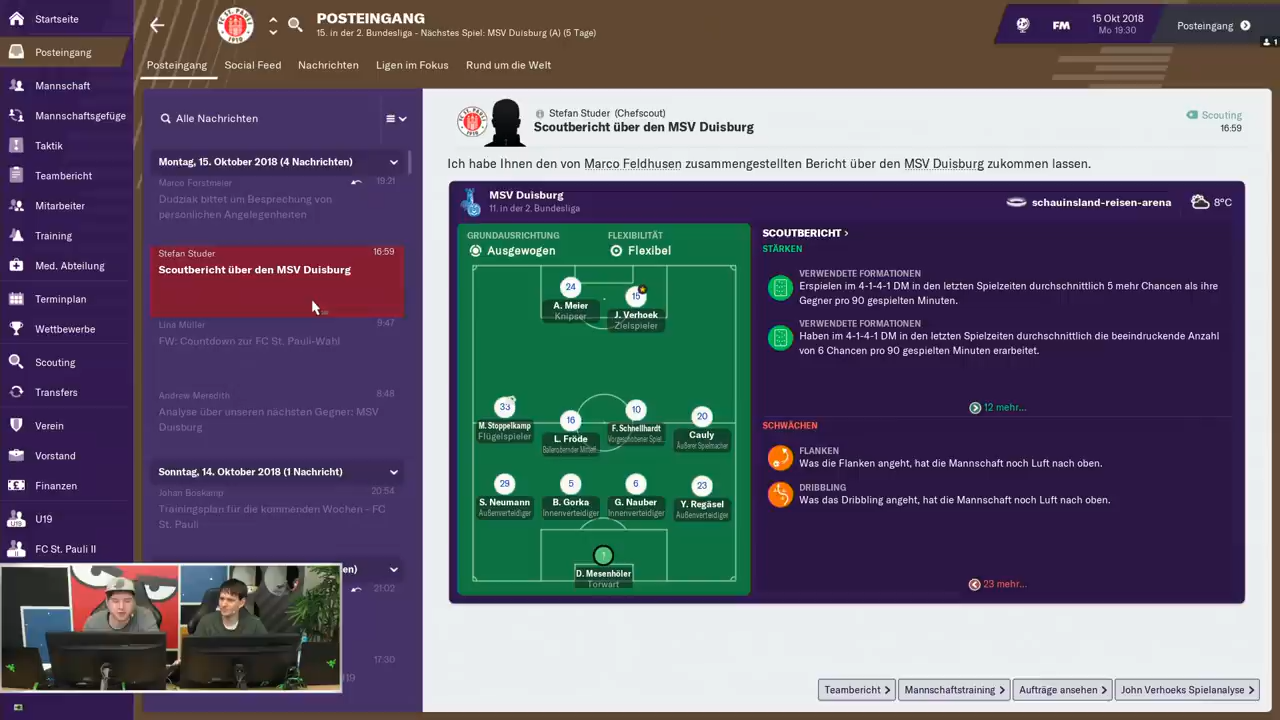 Startseite
Posteingang
Mannschaft
Mannschaftsgefüge
Taktik
Teambericht
Mitarbeiter
Training
Med. Abteilung
Terminplan
Wettbewerbe
Scouting
Transfers
Verein
Vorstand
Finanzen
U19
FC St. Pauli II
POSTEINGANG
15. in der 2. Bundesliga - Nächstes Spiel: MSV Duisburg (A) (5 Tage)
FM
15 Okt 2018
Mo 19:30
Posteingang
1
Posteingang
Social Feed
Nachrichten
Ligen im Fokus
Rund um die Welt
Alle Nachrichten
Montag, 15. Oktober 2018 (4 Nachrichten)
Marco Forstmeier
19:21
Dudziak bittet um Besprechung von
persönlichen Angelegenheiten
Stefan Studer
16:59
Scoutbericht über den MSV Duisburg
Lina Müller
9:47
FW: Countdown zur FC St. Pauli-Wahl
Andrew Meredith
8:48
Analyse über unseren nächsten Gegner: MSV
Duisburg
Sonntag, 14. Oktober 2018 (1 Nachricht)
Johan Boskamp
20:54
Trainingsplan für die kommenden Wochen - FC
St. Pauli
en)
21:02
17:30
Stefan Studer (Chefscout)
Scoutbericht über den MSV Duisburg
Scouting
16:59
Ich habe Ihnen den von Marco Feldhusen zusammengestellten Bericht über den MSV Duisburg zukommen lassen.
MSV Duisburg
11. in der 2. Bundesliga
schauinsland-reisen-arena
8°C
GRUNDAUSRICHTUNG
Ausgewogen
FLEXIBILITÄT
Flexibel
24
A. Meier
Knipser
15
J. Verhoek
Zielspieler
33
M. Stoppelkamp
Flügelspieler
16
L. Fröde
10
F. Schnellhardt
Vorgeschobener Spiel...
20
Cauly
Äußerer Spielmacher
29
S. Neumann
Außenverteidiger
5
B. Gorka
Innenverteidiger
6
G. Nauber
Innenverteidiger
23
Y. Regäsel
Außenverteidiger
1
D. Mesenhöler
Torwart
SCOUTBERICHT ›
STÄRKEN
VERWENDETE FORMATIONEN
Erspielen im 4-1-4-1 DM in den letzten Spielzeiten durchschnittlich 5 mehr Chancen als ihre
Gegner pro 90 gespielten Minuten.
VERWENDETE FORMATIONEN
Haben im 4-1-4-1 DM in den letzten Spielzeiten durchschnittlich die beeindruckende Anzahl
von 6 Chancen pro 90 gespielten Minuten erarbeitet.
12 mehr...
SCHWÄCHEN
FLANKEN
Was die Flanken angeht, hat die Mannschaft noch Luft nach oben.
DRIBBLING
Was das Dribbling angeht, hat die Mannschaft noch Luft nach oben.
23 mehr...
Teambericht
Mannschaftstraining
Aufträge ansehen
John Verhoeks Spielanalyse